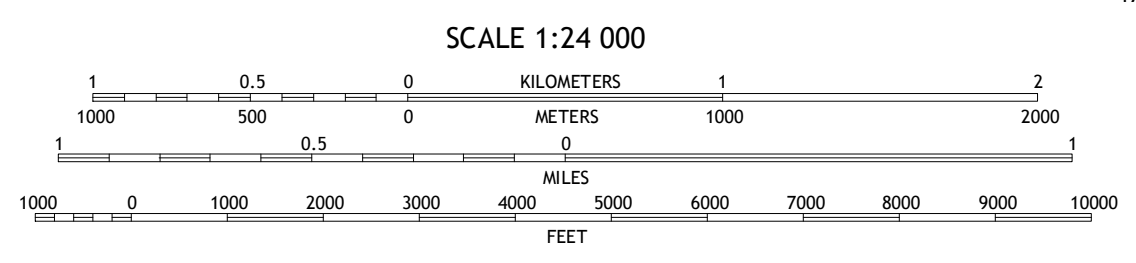 SCALE 1:24 000
1 0.5 0 KILOMETERS 1 2
1000 500 0 METERS 1000 2000
1 0.5 0 1
MILES
1000 0 1000 2000 3000 4000 5000 6000 7000 8000 9000 10000
FEET